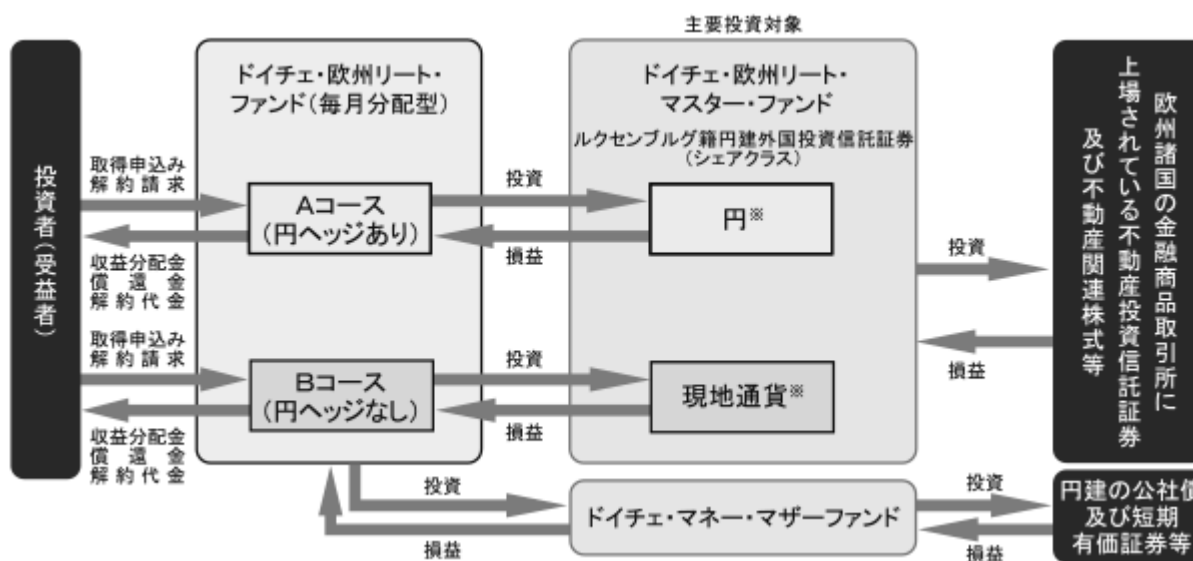 主要投資対象
投資者(受益者)
ドイチェ・欧州リート・
ファンド(毎月分配型)
ドイチェ・欧州リート・
マスター・ファンド
ルクセンブルグ籍円建外国投資信託証券
(シェアクラス)
取得申込み
解約請求
収益分配金
償還金
解約代金
Aコース
(円ヘッジあり)
投資
損益
円※
取得申込み
解約請求
収益分配金
償還金
解約代金
Bコース
(円ヘッジなし)
投資
損益
現地通貨※
投資
損益
欧州諸国の金融商品取引所に
上場されている不動産投資信託証券
及び不動産関連株式等
投資
損益
ドイチェ・マネー・マザーファンド
投資
損益
円建の公社債
及び短期
有価証券等